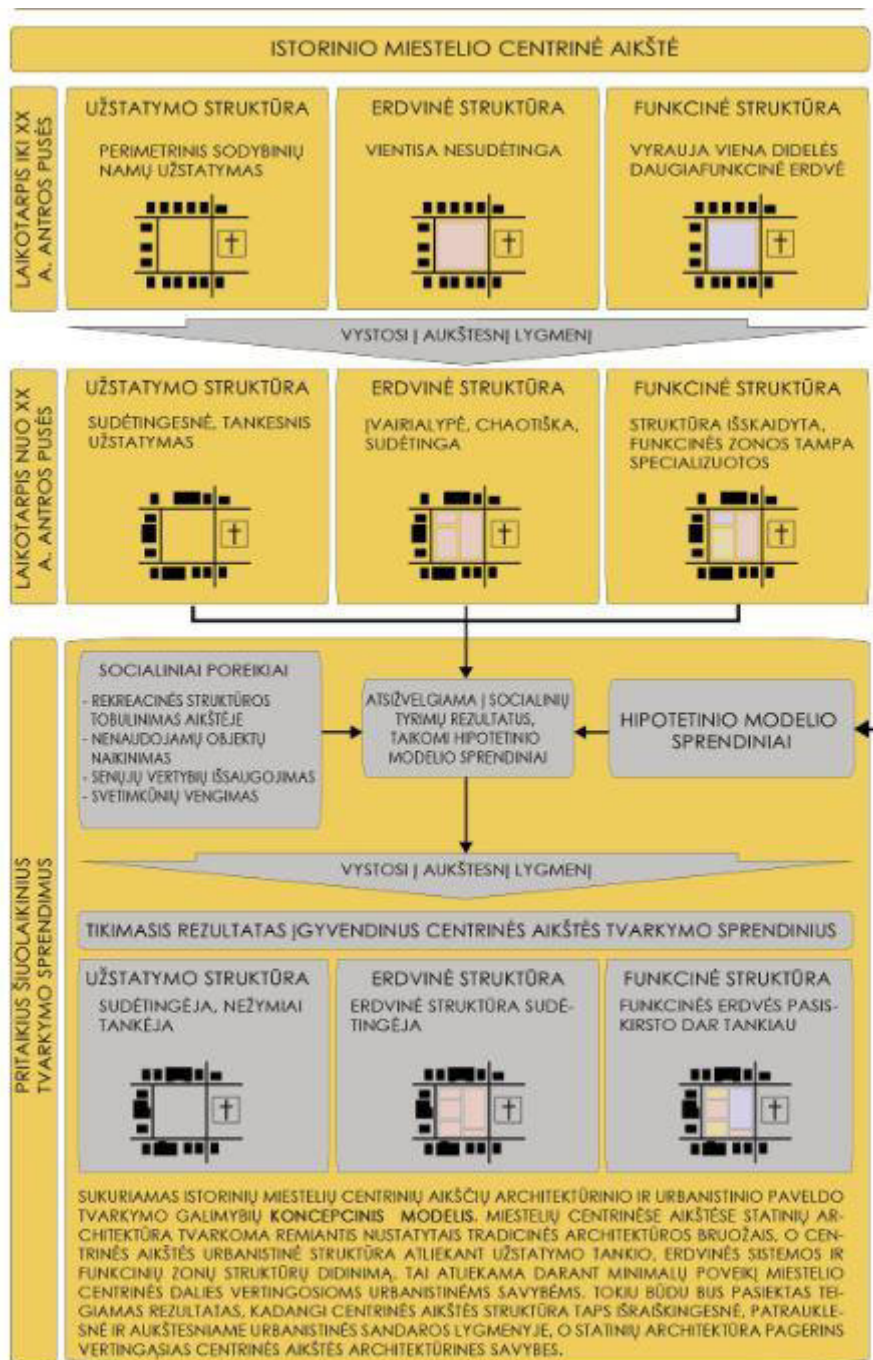 ISTORINIO MIESTELIO CENTRINĖ AIKŠTĖ
LAIKOTARPIS IKI XX
A. ANTROS PUSĖS
UŽSTATYMO STRUKTŪRA
PERIMETRINIS SODYBINIŲ
NAMŲ UŽSTATYMAS
ERDVINĖ STRUKTŪRA
VIENTISA NESUDĖTINGA
FUNKCINĖ STRUKTŪRA
VYRAUJA VIENA DIDELĖS
DAUGIAFUNKCINĖ ERDVĖ
VYSTOSI Į AUKŠTESNĮ LYGMENĮ
LAIKOTARPIS NUO XX
A. ANTROS PUSĖS
UŽSTATYMO STRUKTŪRA
SUDĖTINGESNĖ, TANKESNIS
UŽSTATYMAS
ERDVINĖ STRUKTŪRA
ĮVAIRIALYPĖ, CHAOTIŠKA,
SUDĖTINGA
FUNKCINĖ STRUKTŪRA
STRUKTŪRA IŠSKAIDYTA,
FUNKCINĖS ZONOS TAMPA
SPECIALIZUOTOS
PRITAIKIUS ŠIUOLAIKINIUS
TVARKYMO SPRENDIMUS
SOCIALINIAI POREIKIAI
- REKREACINĖS STRUKTŪROS
TOBULINIMAS AIKŠTĖJE
- NENAUDOJAMŲ OBJEKTŲ
NAIKINIMAS
- SENŲJŲ VERTYBIŲ IŠSAUGOJIMAS
- SVETIMKŪNIŲ VENGIMAS
ATSIŽVELGIAMA Į SOCIALINIŲ
TYRIMŲ REZULTATUS,
TAIKOMI HIPOTETINIO
MODELIO SPRENDINIAI
HIPOTETINIO MODELIO
SPRENDINIAI
VYSTOSI Į AUKŠTESNĮ LYGMENĮ
TIKIMASIS REZULTATAS ĮGYVENDINUS CENTRINĖS AIKŠTĖS TVARKYMO SPRENDINIUS
UŽSTATYMO STRUKTŪRA
SUDĖTINGĖJA, NEŽYMIAI
TANKĖJA
ERDVINĖ STRUKTŪRA
ERDVINĖ STRUKTŪRA SUDĖ-
TINGĖJA
FUNKCINĖ STRUKTŪRA
FUNKCINĖS ERDVĖS PASIS-
KIRSTO DAR TANKIAU
SUKURIAMAS ISTORINIŲ MIESTELIŲ CENTRINIŲ AIKŠČIŲ ARCHITEKTŪRINIO IR URBANISTINIO PAVELDO
TVARKYMO GALIMYBIŲ KONCEPCINIS MODELIS. MIESTELIŲ CENTRINĖSE AIKŠTĖSE STATINIŲ AR-
CHITEKTŪRA TVARKOMA REMIANTIS NUSTATYTAIS TRADICINĖS ARCHITEKTŪROS BRUOŽAIS, O CEN-
TRINĖS AIKŠTĖS URBANISTINĖ STRUKTŪRA ATLIEKANT UŽSTATYMO TANKIO, ERDVINĖS SISTEMOS IR
FUNKCINIŲ ZONŲ STRUKTŪRŲ DIDINIMĄ. TAI ATLIEKAMA DARANT MINIMALŲ POVEIKĮ MIESTELIO
CENTRINĖS DALIES VERTINGOSIOMS URBANISTINĖMS SAVYBĖMS. TOKIU BŪDU BUS PASIEKTAS TEI-
GIAMAS REZULTATAS, KADANGI CENTRINĖS AIKŠTĖS STRUKTŪRA TAPS IŠRAIŠKINGESNĖ, PATRAUKLE-
SNĖ IR AUKŠTESNIAME URBANISTINĖS SANDAROS LYGMENYJE, O STATINIŲ ARCHITEKTŪRA PAGERINS
VERTINGĄSIAS CENTRINĖS AIKŠTĖS ARCHITEKTŪRINES SAVYBES.